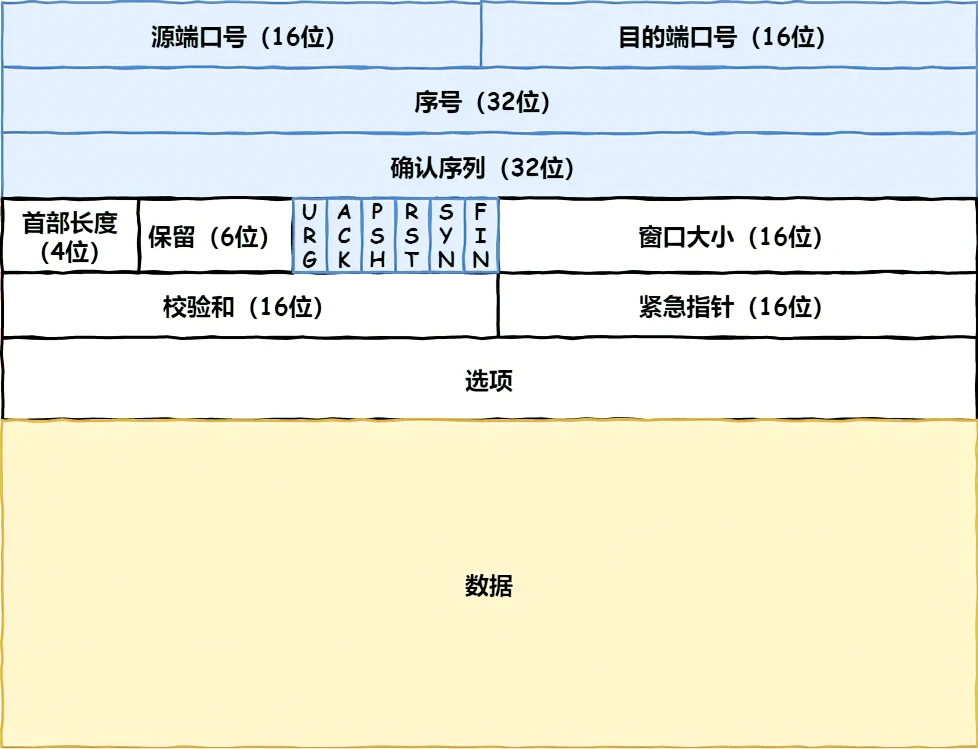 源端口号（16位）
目的端口号（16位）
序号（32位）
确认序列（32位）
首部长度
（4位）
保留（6位）
URG
ACK
PSH
RST
SYN
FIN
窗口大小（16位）
校验和（16位）
紧急指针（16位）
选项
数据